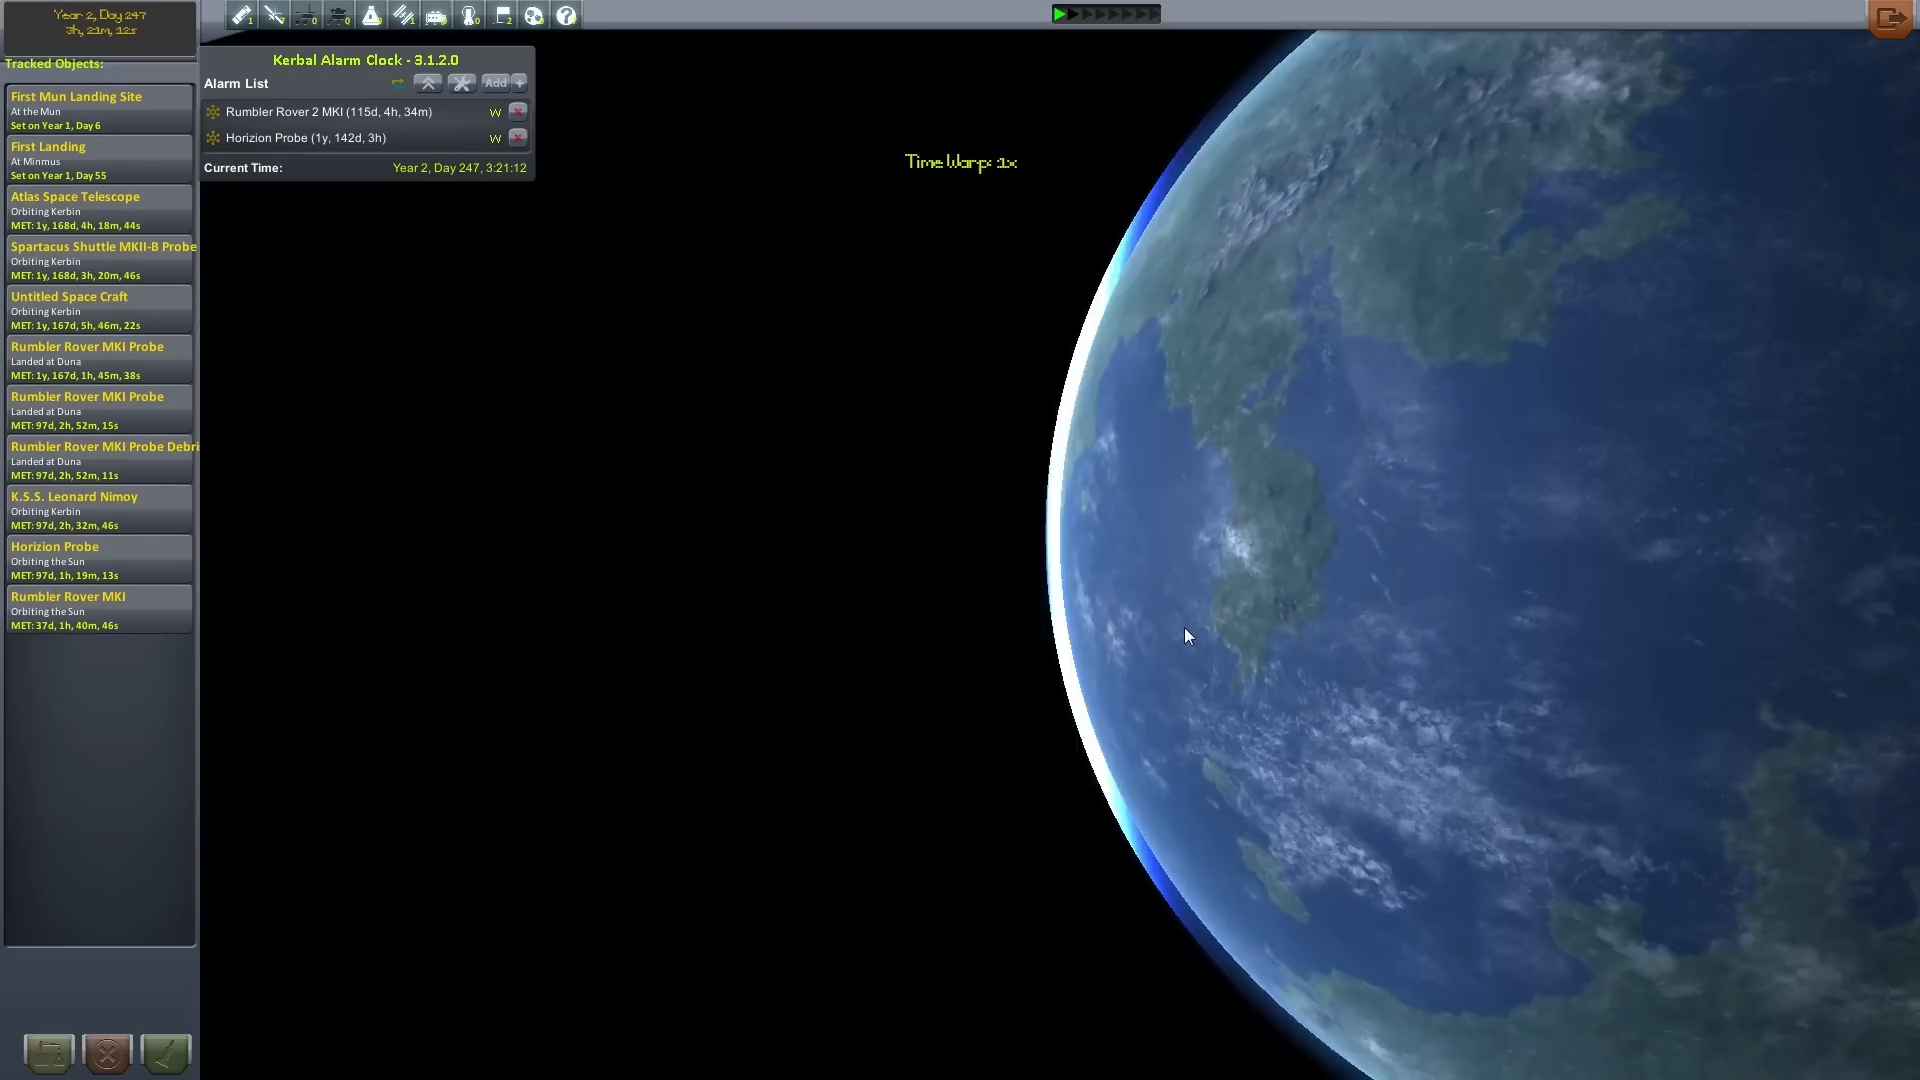 Year 2, Day 247
3h, 21m, 12s
Tracked Objects:
First Mun Landing Site
At the Mun
Set on Year 1, Day 6
First Landing
At Minmus
Set on Year 1, Day 55
Atlas Space Telescope
Orbiting Kerbin
MET: 1y, 168d, 4h, 18m, 44s
Spartacus Shuttle MKII-B Probe
Orbiting Kerbin
MET: 1y, 168d, 3h, 20m, 46s
Untitled Space Craft
Orbiting Kerbin
MET: 1y, 167d, 5h, 46m, 22s
Rumbler Rover MKI Probe
Landed at Duna
MET: 1y, 167d, 1h, 45m, 38s
Rumbler Rover MKI Probe
Landed at Duna
MET: 97d, 2h, 52m, 15s
Rumbler Rover MKI Probe Debri
Landed at Duna
MET: 97d, 2h, 52m, 11s
K.S.S. Leonard Nimoy
Orbiting Kerbin
MET: 97d, 2h, 32m, 46s
Horizion Probe
Orbiting the Sun
MET: 97d, 1h, 19m, 13s
Rumbler Rover MKI
Orbiting the Sun
MET: 37d, 1h, 40m, 46s
Kerbal Alarm Clock - 3.1.2.0
Alarm List
Add +
Rumbler Rover 2 MKI (115d, 4h, 34m) W
Horizion Probe (1y, 142d, 3h) W
Current Time: Year 2, Day 247, 3:21:12
Time Warp: 1x